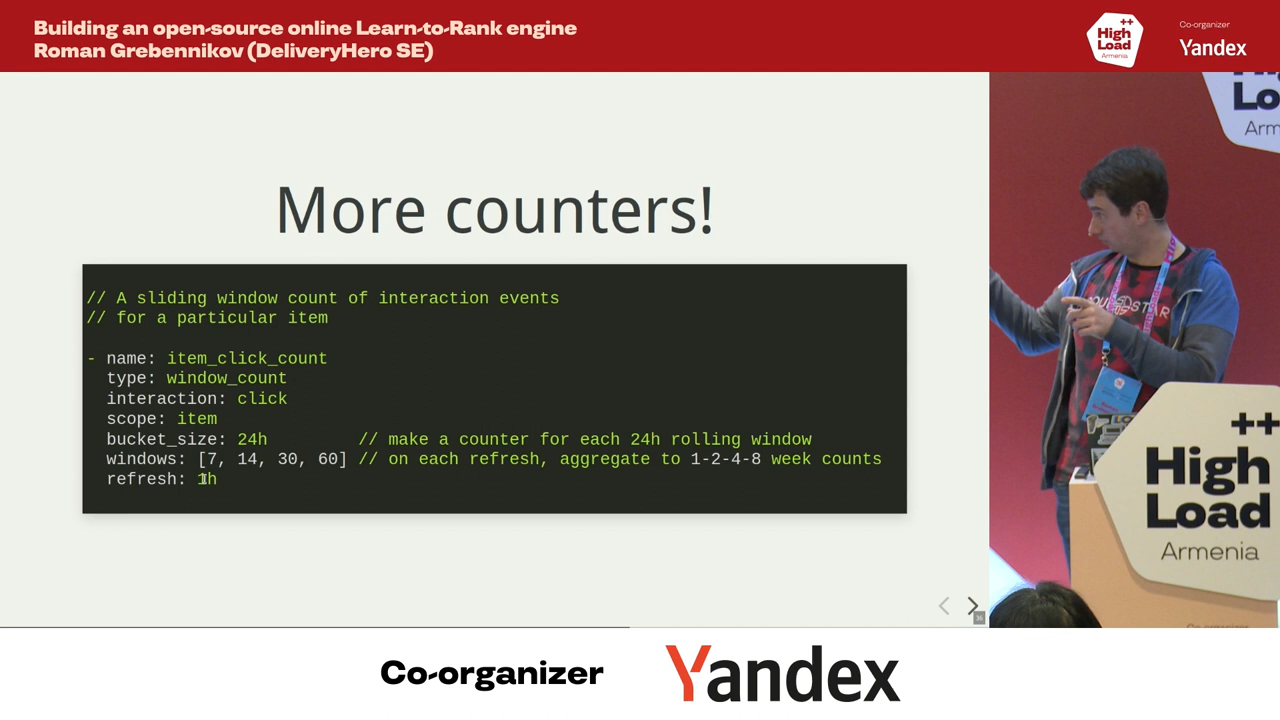 Building an open-source online Learn-to-Rank engine
Roman Grebennikov (DeliveryHero SE)
++
High
Load
Armenia
Co-organizer
Yandex
More counters!
// A sliding window count of interaction events
// for a particular item
- name: item_click_count
type: window_count
interaction: click
scope: item
bucket_size: 24h // make a counter for each 24h rolling window
windows: [7, 14, 30, 60] // on each refresh, aggregate to 1-2-4-8 week counts
refresh: 1h
++
High
Load
Armenia
Co-organizer
Yandex